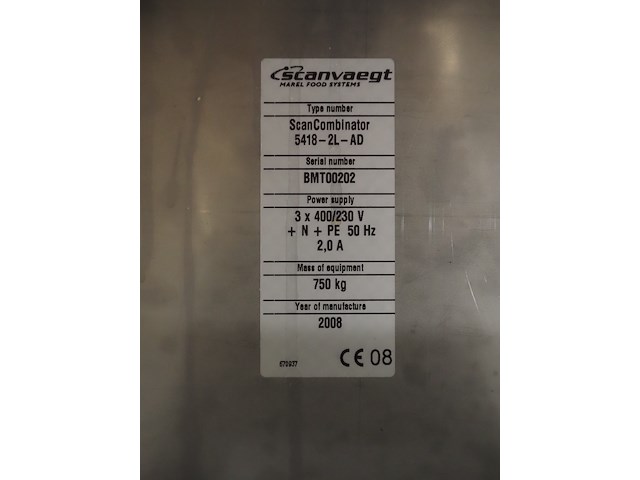 scanvaegt
MAREL FOOD SYSTEMS
Type number
ScanCombinator
5418-2L-AD
Serial number
BMT00202
Power supply
3 x 400/230 V
+ N + PE 50 Hz
2,0 A
Mass of equipment
750 kg
Year of manufacture
2008
CE 08